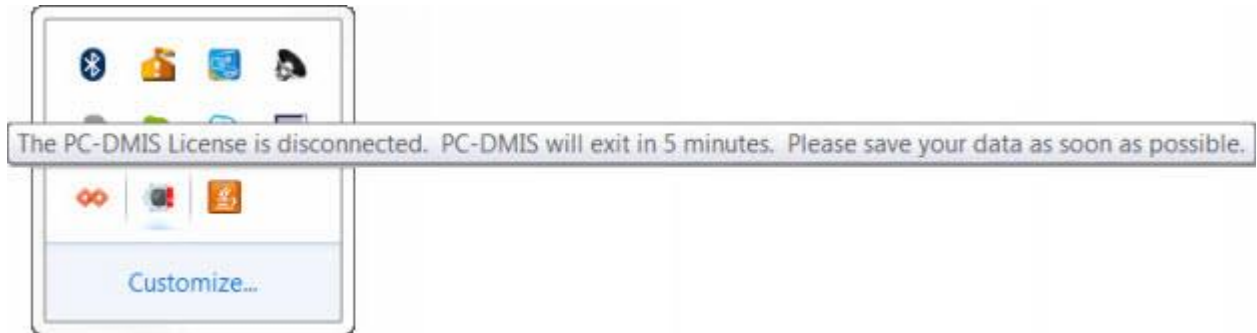 The PC-DMIS License is disconnected.  PC-DMIS will exit in 5 minutes.  Please save your data as soon as possible.
Customize...